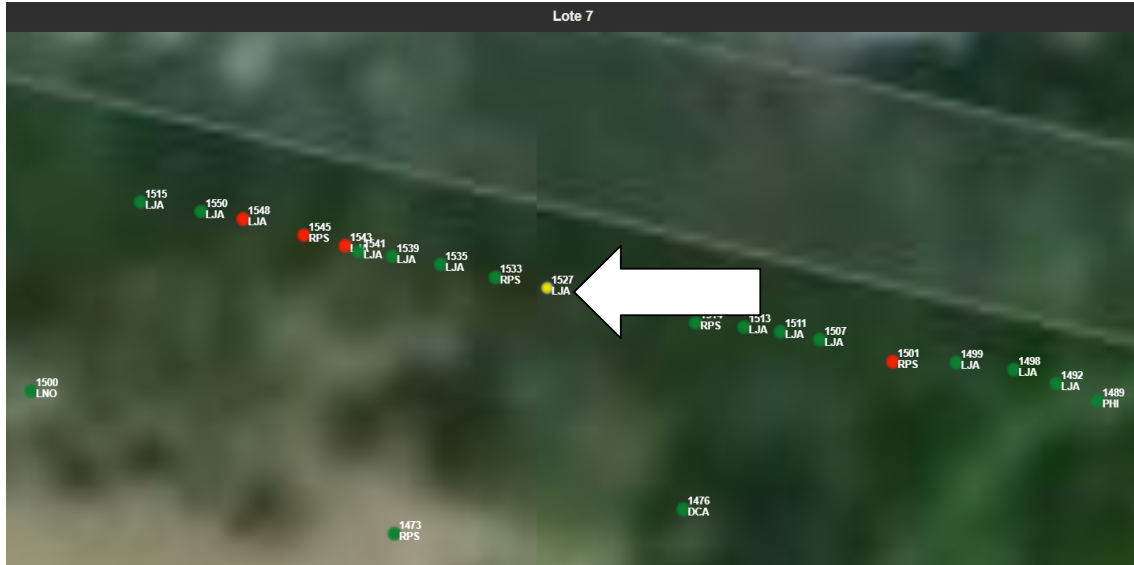 Lote 7
1515
LJA
1550
LJA
1548
LJA
1545
RPS
1543
1541
LJA
1539
LJA
1535
LJA
1533
RPS
1527
LJA
RPS
1513
LJA
1511
LJA
1507
LJA
1501
RPS
1499
LJA
1498
LJA
1492
LJA
1489
PHI
1500
LNO
1476
DCA
1473
RPS